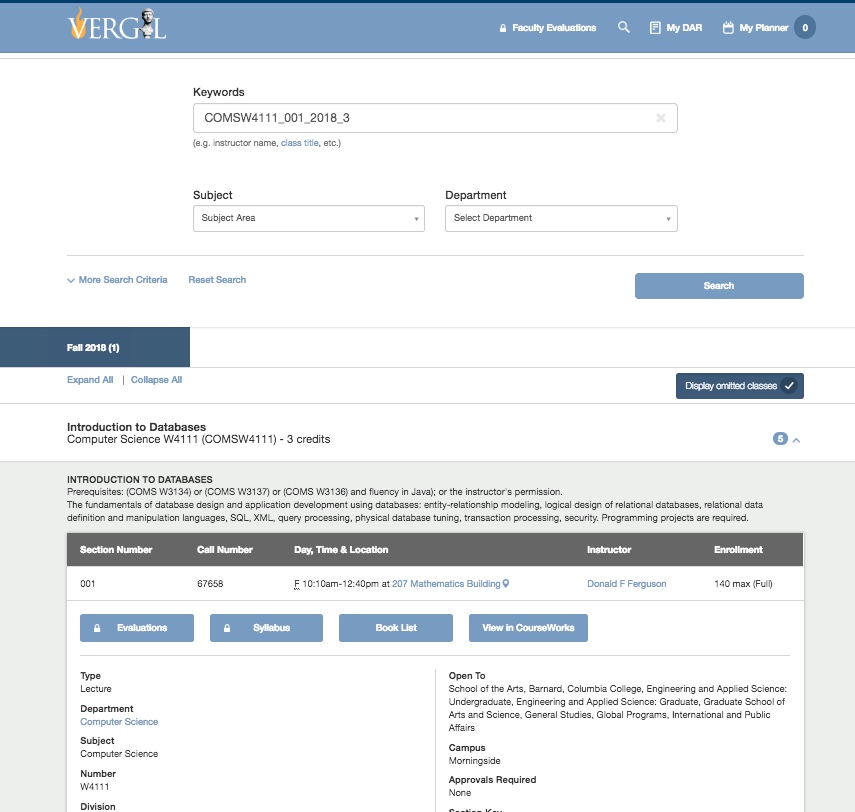 VERGIL
Faculty Evaluations
My DAR
My Planner 0
Keywords
COMSW4111_001_2018_3
(e.g. instructor name, class title, etc.)
Subject Department
Subject Area Select Department
More Search Criteria Reset Search Search
Fall 2018 (1)
Expand All | Collapse All Display omitted classes
Introduction to Databases
Computer Science W4111 (COMSW4111) - 3 credits 5
INTRODUCTION TO DATABASES
Prerequisites: (COMS W3134) or (COMS W3137) or (COMS W3136) and fluency in Java); or the instructor's permission.
The fundamentals of database design and application development using databases: entity-relationship modeling, logical design of relational databases, relational data
definition and manipulation languages, SQL, XML, query processing, physical database tuning, transaction processing, security. Programming projects are required.
Section Number Call Number Day, Time & Location Instructor Enrollment
001 67658 F 10:10am-12:40pm at 207 Mathematics Building Donald F Ferguson 140 max (Full)
Evaluations Syllabus Book List View in CourseWorks
Type
Lecture
Department
Computer Science
Subject
Computer Science
Number
W4111
Division
Open To
School of the Arts, Barnard, Columbia College, Engineering and Applied Science:
Undergraduate, Engineering and Applied Science: Graduate, Graduate School of
Arts and Science, General Studies, Global Programs, International and Public
Affairs
Campus
Morningside
Approvals Required
None
Section Key